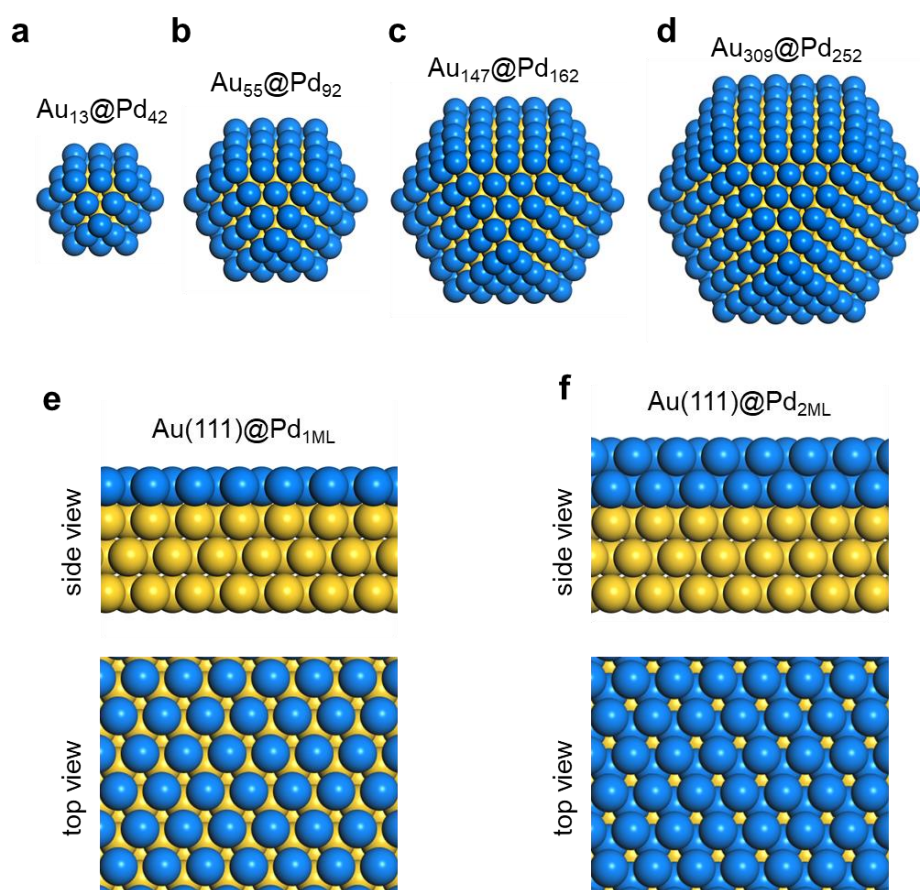 a
Au13@Pd42
b
Au55@Pd92
c
Au147@Pd162
d
Au309@Pd252
e
Au(111)@Pd1ML
side view
top view
f
Au(111)@Pd2ML
side view
top view